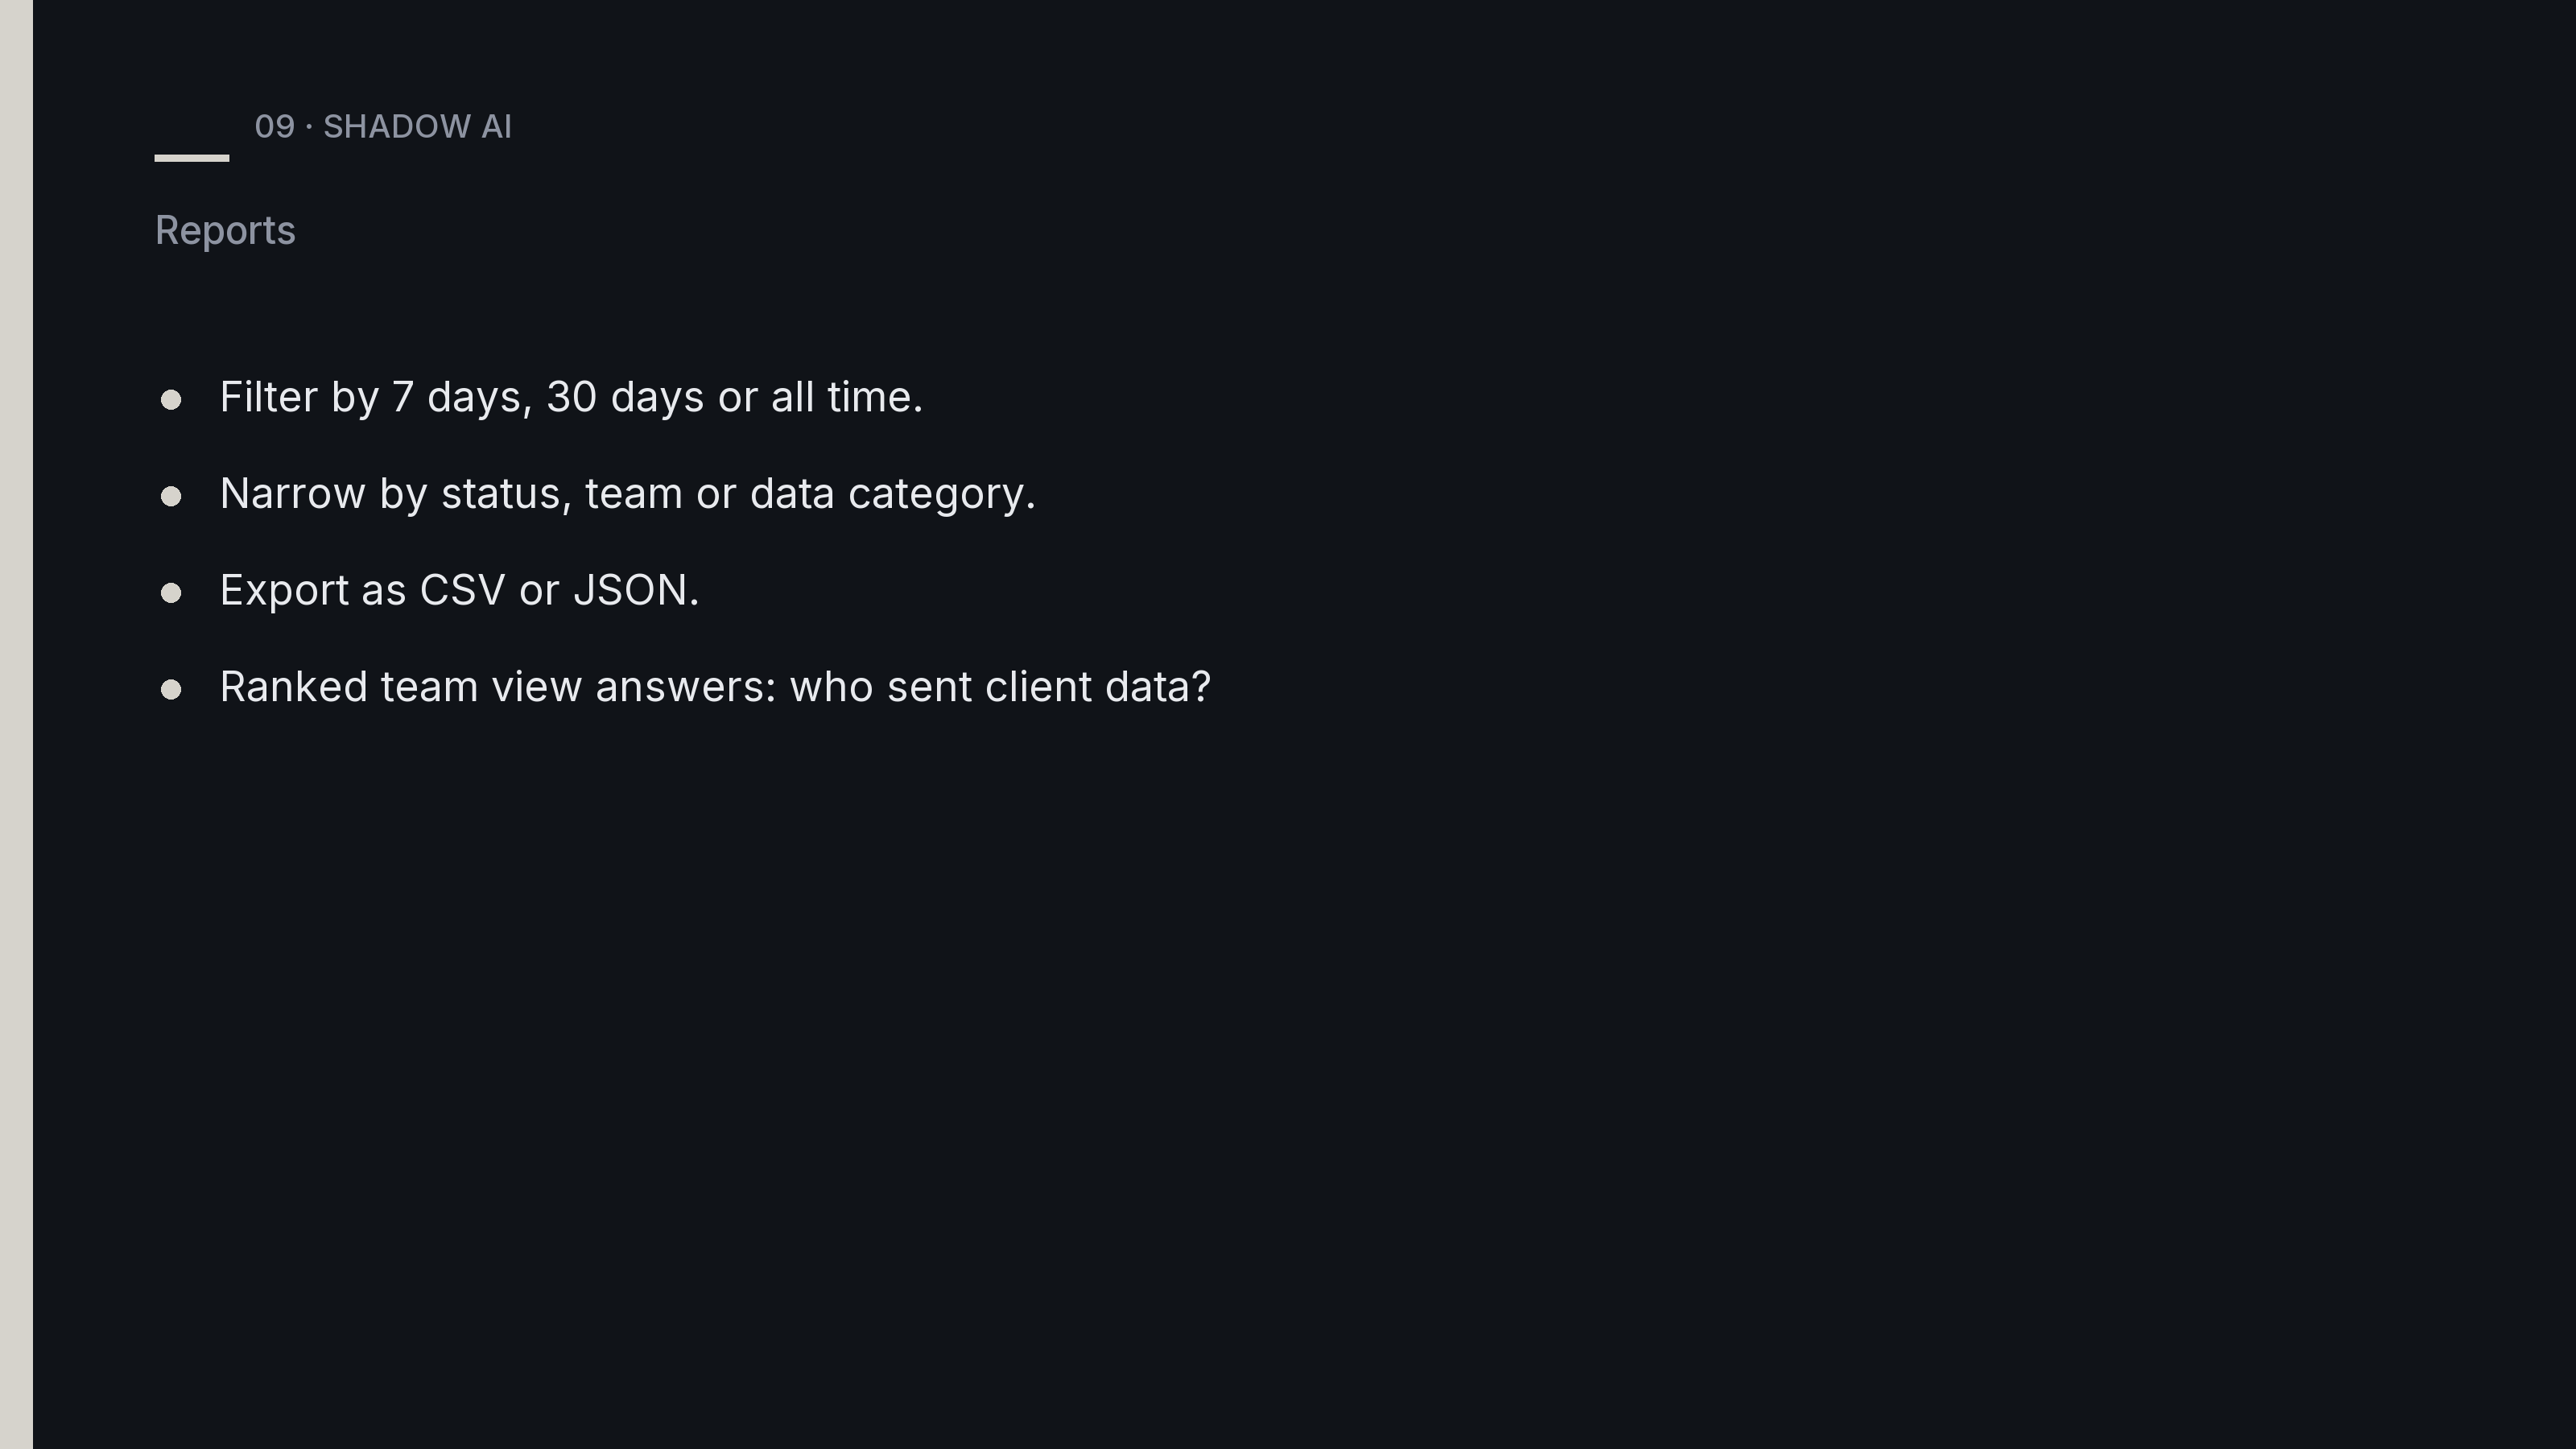 09 · SHADOW AI
Reports
Filter by 7 days, 30 days or all time.
Narrow by status, team or data category.
Export as CSV or JSON.
Ranked team view answers: who sent client data?